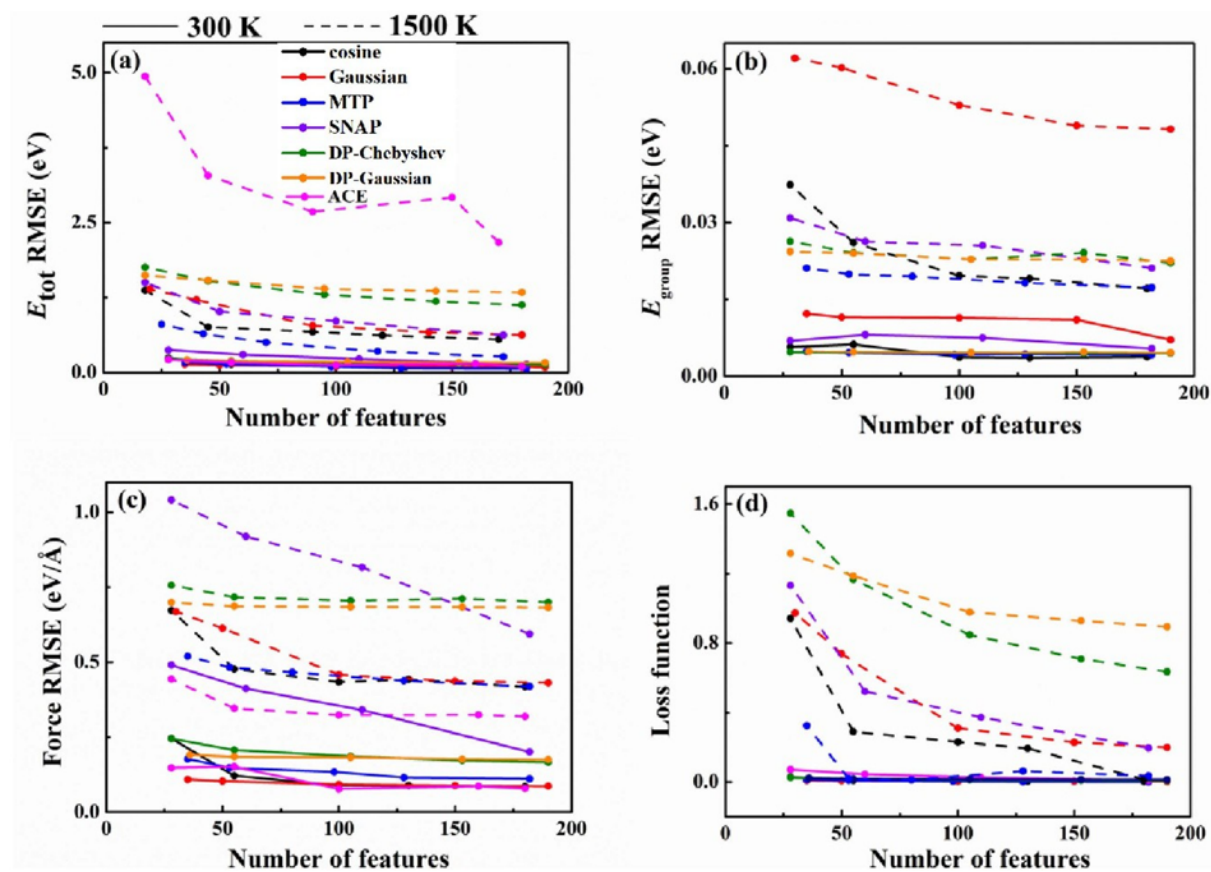 300 K 1500 K
(a)
5.0
2.5
0.0
E_tot RMSE (eV)
cosine
Gaussian
MTP
SNAP
DP-Chebyshev
DP-Gaussian
ACE
0 50 100 150 200
Number of features
(b)
0.06
0.03
0.00
E_group RMSE (eV)
0 50 100 150 200
Number of features
(c)
1.0
0.5
0.0
Force RMSE (eV/Å)
0 50 100 150 200
Number of features
(d)
1.6
0.8
0.0
Loss function
0 50 100 150 200
Number of features